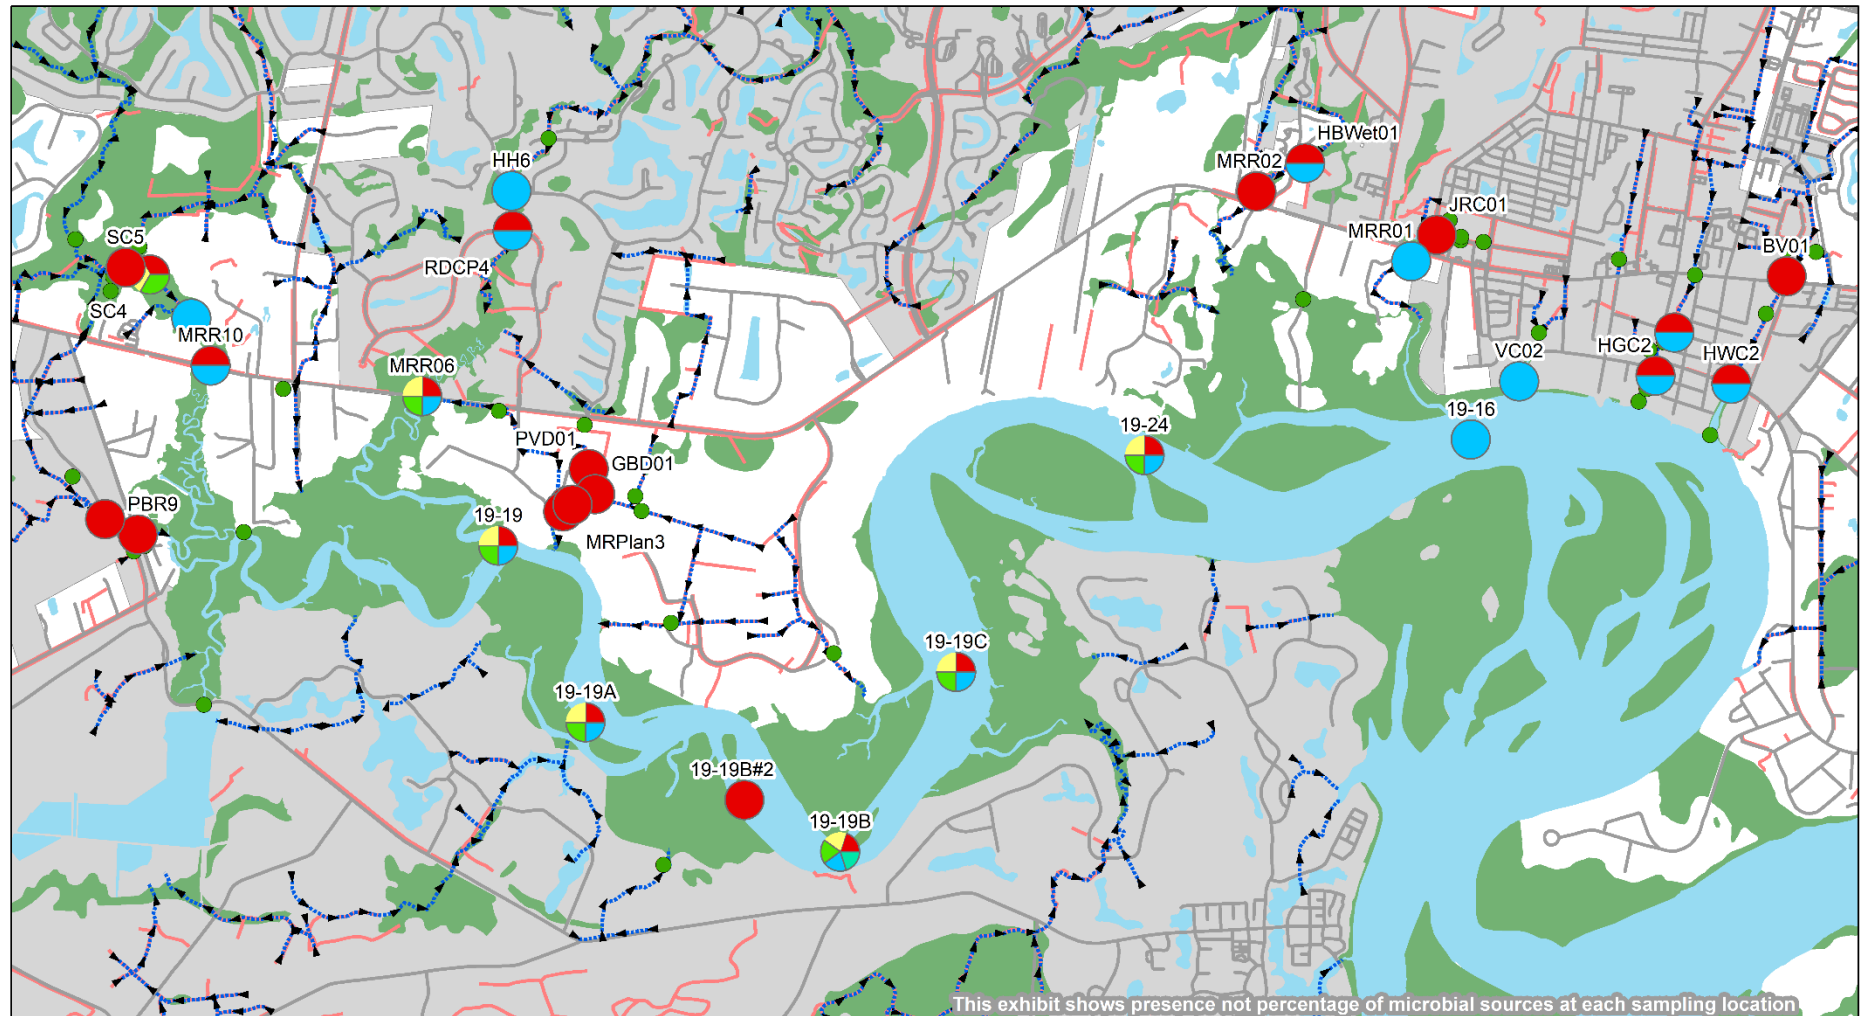 HBWet01
MRR02
HH6
JRC01
MRR01
SC5
BV01
RDCP4
SC4
MRR10
HGC2
VC02
HWC2
MRR06
19-16
19-24
PVD01
GBD01
PBR9
19-19
MRPlan3
19-19C
19-19A
19-19B#2
19-19B
This exhibit shows presence not percentage of microbial sources at each sampling location